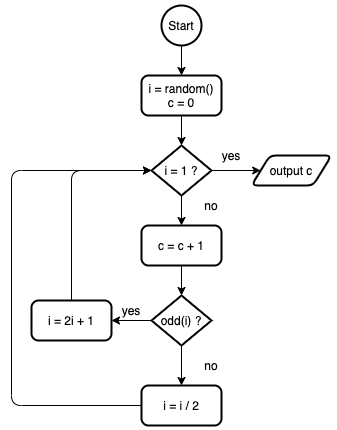 Start
i = random()
c = 0
i = 1 ?
yes
output c
no
c = c + 1
odd(i) ?
yes
i = 2i + 1
no
i = i / 2